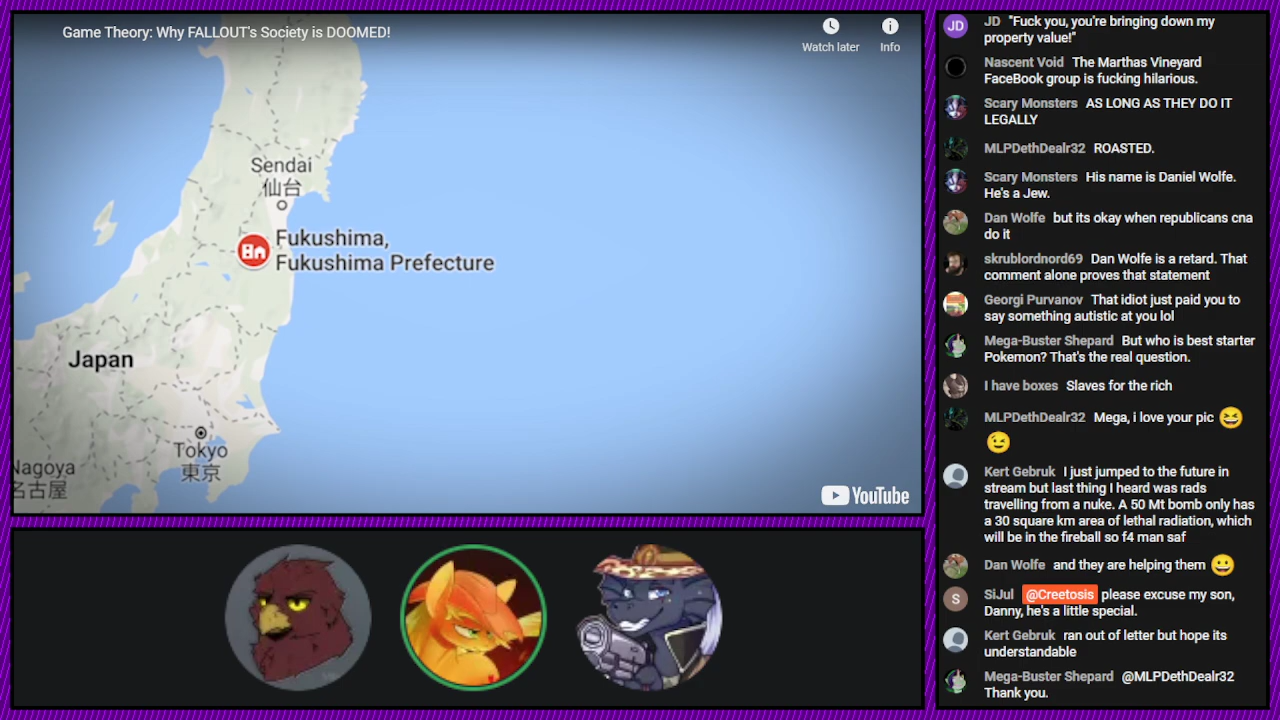 Game Theory: Why FALLOUT's Society is DOOMED!
Watch later
Info
Sendai
仙台
Fukushima,
Fukushima Prefecture
Japan
Tokyo
東京
Nagoya
名古屋
YouTube
JD
JD "Fuck you, you're bringing down my
property value!"
Nascent Void The Marthas Vineyard
FaceBook group is fucking hilarious.
Scary Monsters AS LONG AS THEY DO IT
LEGALLY
MLPDethDealr32 ROASTED.
Scary Monsters His name is Daniel Wolfe.
He's a Jew.
Dan Wolfe but its okay when republicans cna
do it
skrublordnord69 Dan Wolfe is a retard. That
comment alone proves that statement
Georgi Purvanov That idiot just paid you to
say something autistic at you lol
Mega-Buster Shepard But who is best starter
Pokemon? That's the real question.
I have boxes Slaves for the rich
MLPDethDealr32 Mega, i love your pic 😆
😉
Kert Gebruk I just jumped to the future in
stream but last thing I heard was rads
travelling from a nuke. A 50 Mt bomb only has
a 30 square km area of lethal radiation, which
will be in the fireball so f4 man saf
Dan Wolfe and they are helping them 😀
S
SiJul @Creetosis please excuse my son,
Danny, he's a little special.
Kert Gebruk ran out of letter but hope its
understandable
Mega-Buster Shepard @MLPDethDealr32
Thank you.